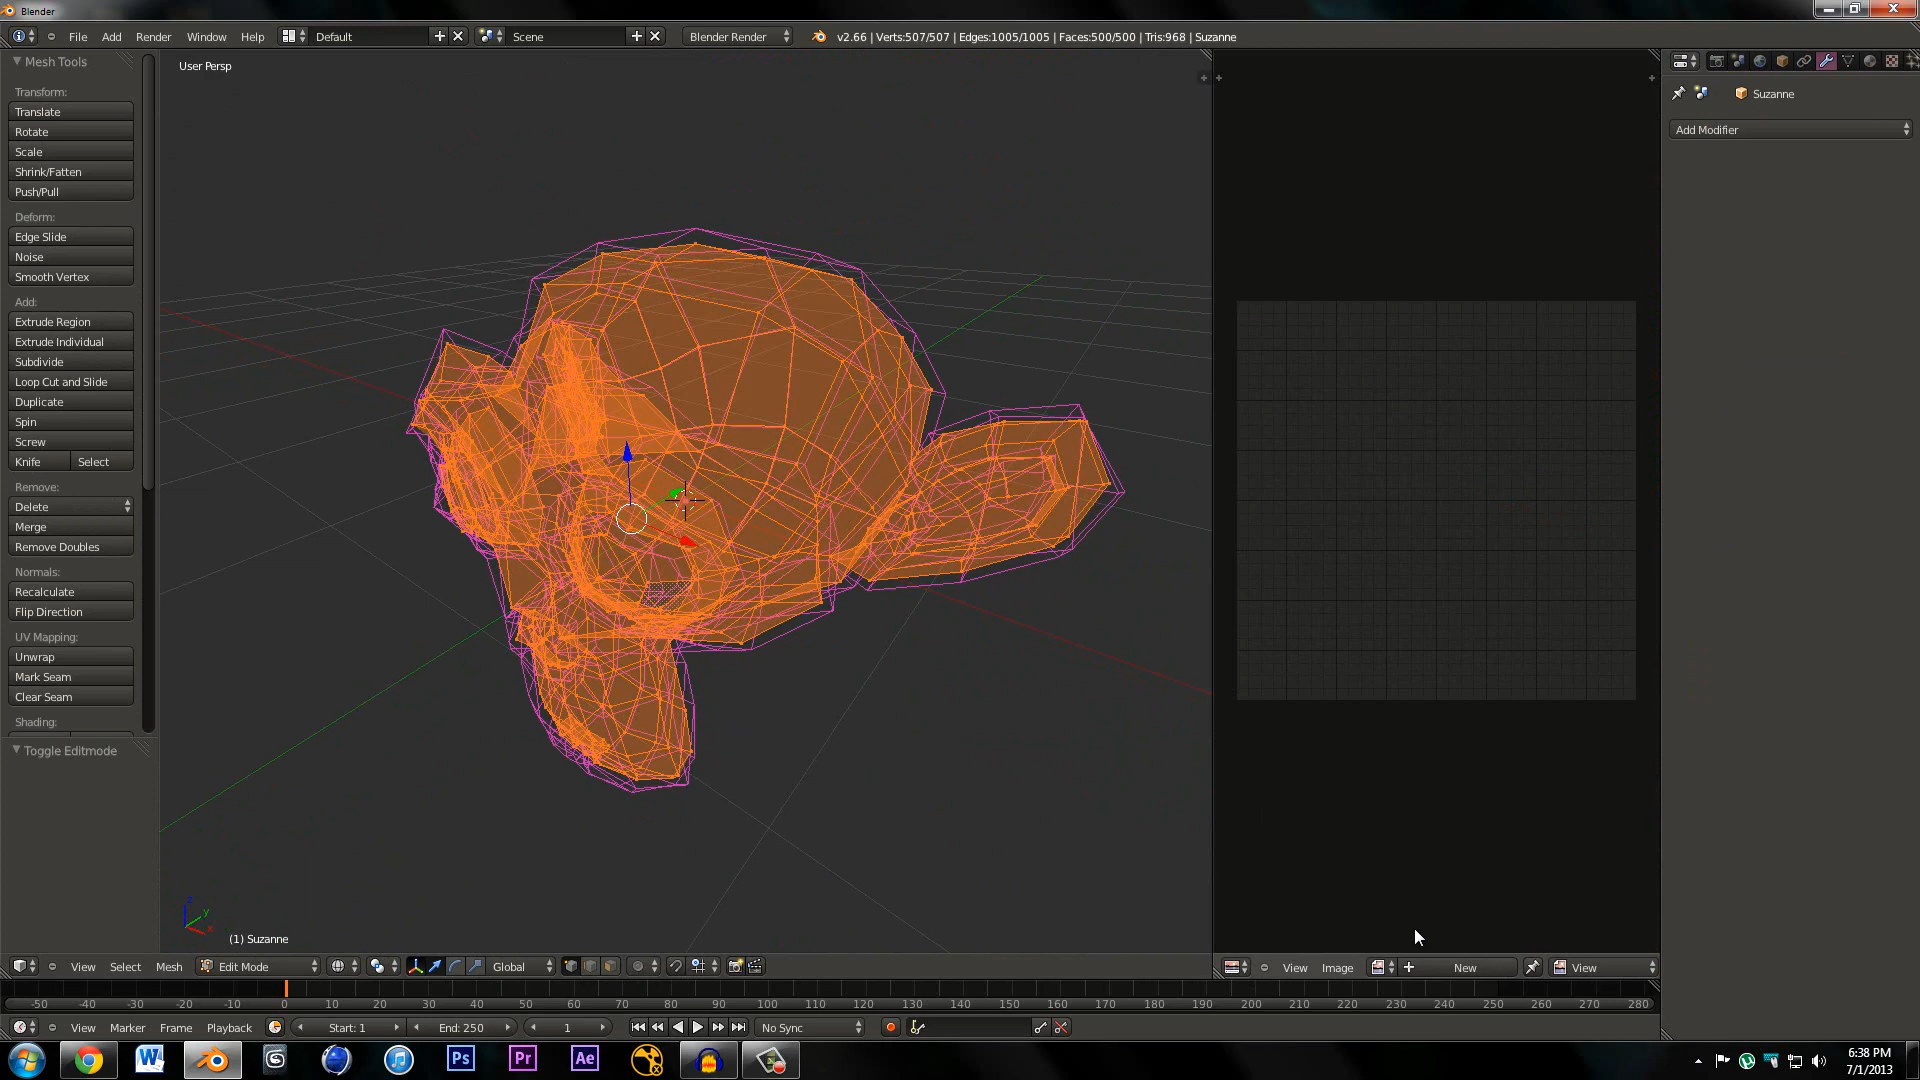 Blender
File Add Render Window Help Default Scene Blender Render v2.66 | Verts:507/507 | Edges:1005/1005 | Faces:500/500 | Tris:968 | Suzanne
Mesh Tools
Transform:
Translate
Rotate
Scale
Shrink/Fatten
Push/Pull
Deform:
Edge Slide
Noise
Smooth Vertex
Add:
Extrude Region
Extrude Individual
Subdivide
Loop Cut and Slide
Duplicate
Spin
Screw
Knife Select
Remove:
Delete
Merge
Remove Doubles
Normals:
Recalculate
Flip Direction
UV Mapping:
Unwrap
Mark Seam
Clear Seam
Shading:
Toggle Editmode
User Persp
z
y
x
(1) Suzanne
Suzanne
Add Modifier
View Select Mesh Edit Mode Global
View Image New View
-50 -40 -30 -20 -10 0 10 20 30 40 50 60 70 80 90 100 110 120 130 140 150 160 170 180 190 200 210 220 230 240 250 260 270 280
View Marker Frame Playback Start: 1 End: 250 1 No Sync
W S Ps Pr Ae
6:38 PM
7/1/2013